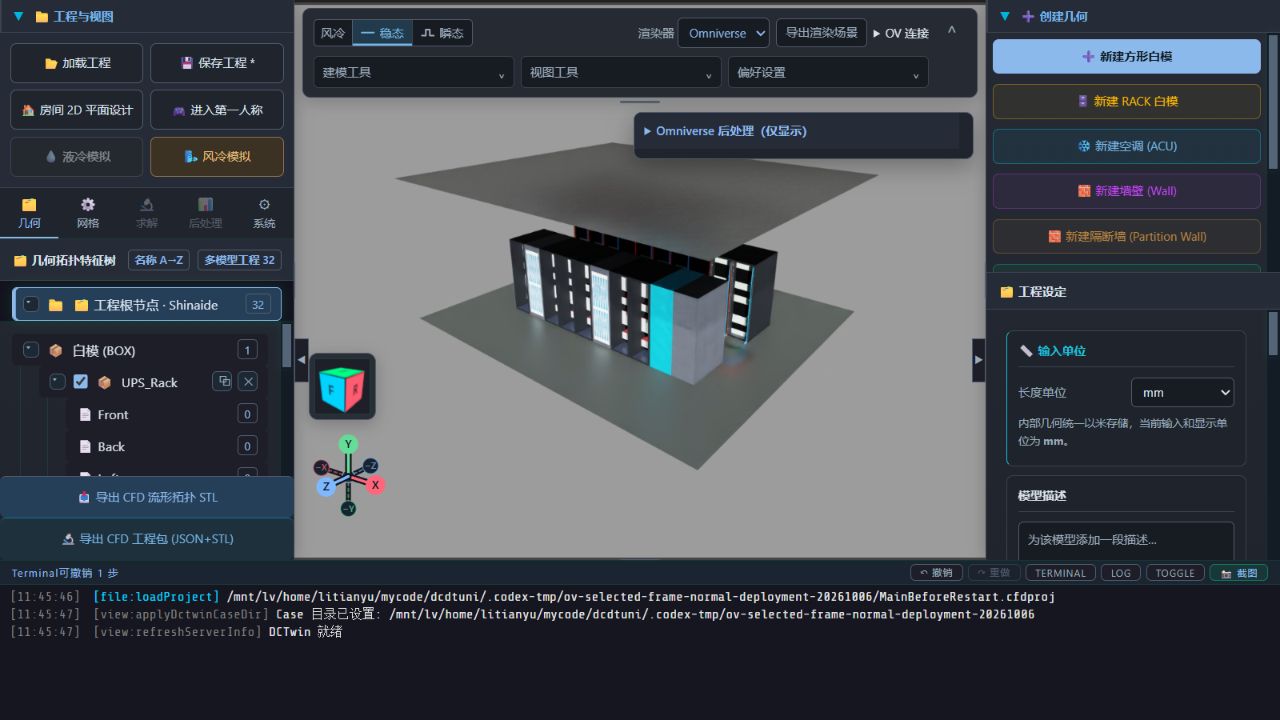 工程与视图
加载工程
保存工程 *
房间 2D 平面设计
进入第一人称
液冷模拟
风冷模拟
几何
网格
求解
后处理
系统
几何拓扑特征树
名称 A→Z
多模型工程 32
工程根节点 · Shinaide
32
白模 (BOX)
1
UPS_Rack
Front
0
Back
0
导出 CFD 流形拓扑 STL
导出 CFD 工程包 (JSON+STL)
风冷
稳态
瞬态
渲染器
Omniverse
导出渲染场景
OV 连接
建模工具
视图工具
偏好设置
Omniverse 后处理（仅显示）
F
R
Y
-X
-Z
Z
X
-Y
创建几何
新建方形白模
新建 RACK 白模
新建空调 (ACU)
新建墙壁 (Wall)
新建隔断墙 (Partition Wall)
工程设定
输入单位
长度单位
mm
内部几何统一以米存储，当前输入和显示单
位为 mm。
模型描述
为该模型添加一段描述...
Terminal可撤销 1 步
撤销
重做
TERMINAL
LOG
TOGGLE
截图
[11:45:46] [file:loadProject] /mnt/lv/home/litianyu/mycode/dcdtuni/.codex-tmp/ov-selected-frame-normal-deployment-20261006/MainBeforeRestart.cfdproj
[11:45:47] [view:applyDctwinCaseDir] Case 目录已设置: /mnt/lv/home/litianyu/mycode/dcdtuni/.codex-tmp/ov-selected-frame-normal-deployment-20261006
[11:45:47] [view:refreshServerInfo] DCTwin 就绪